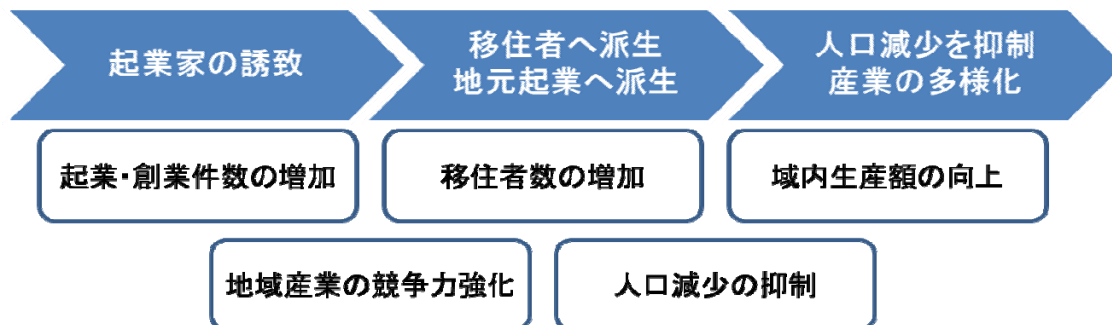 起業家の誘致
移住者へ派生
地元起業へ派生
人口減少を抑制
産業の多様化
起業・創業件数の増加
移住者数の増加
域内生産額の向上
地域産業の競争力強化
人口減少の抑制